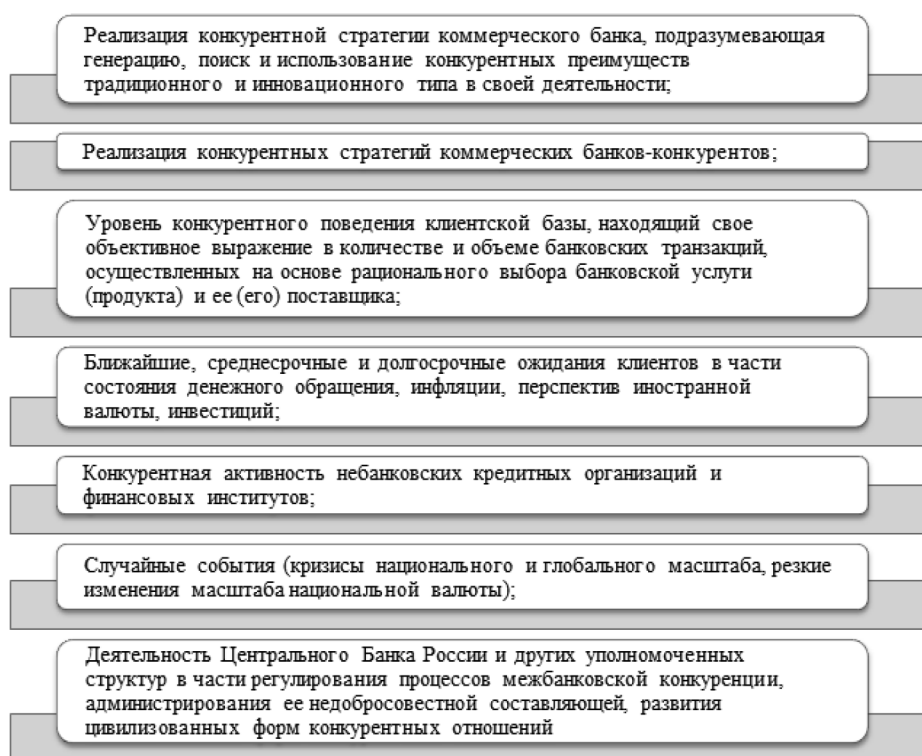 Реализация конкурентной стратегии коммерческого банка, подразумевающая
генерацию, поиск и использование конкурентных преимуществ
традиционного и инновационного типа в своей деятельности;
Реализация конкурентных стратегий коммерческих банков-конкурентов;
Уровень конкурентного поведения клиентской базы, находящий свое
объективное выражение в количестве и объеме банковских транзакций,
осуществленных на основе рационального выбора банковской услуги
(продукта) и ее (его) поставщика;
Ближайшие, среднесрочные и долгосрочные ожидания клиентов в части
состояния денежного обращения, инфляции, перспектив иностранной
валюты, инвестиций;
Конкурентная активность небанковских кредитных организаций и
финансовых институтов;
Случайные события (кризисы национального и глобального масштаба, резкие
изменения масштаба национальной валюты);
Деятельность Центрального Банка России и других уполномоченных
структур в части регулирования процессов межбанковской конкуренции,
администрирования ее недобросовестной составляющей, развития
цивилизованных форм конкурентных отношений